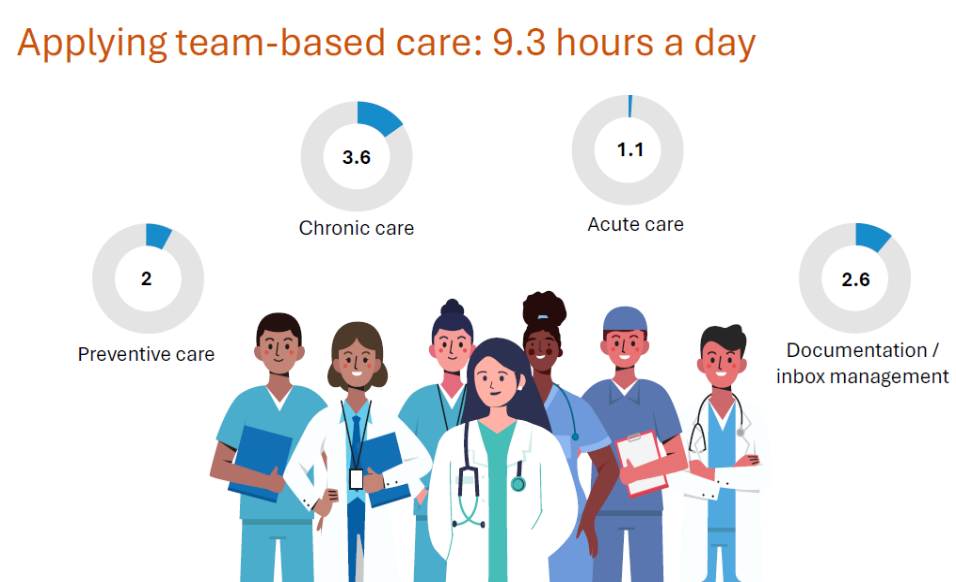 Applying team-based care: 9.3 hours a day
3.6
Chronic care
1.1
Acute care
2
Preventive care
2.6
Documentation /
inbox management